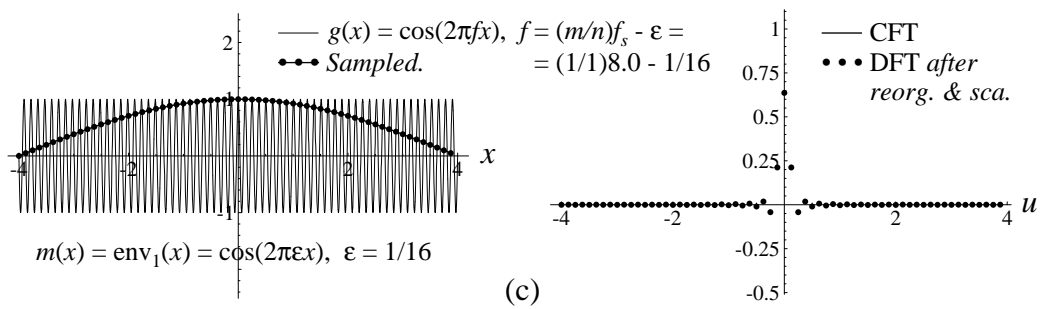 g(x) = cos(2πfx), f = (m/n)fs - ε =
Sampled. = (1/1)8.0 - 1/16
2
1
-1
-4 -2 2 4 x
m(x) = env1(x) = cos(2πεx), ε = 1/16
(c)
CFT
DFT after
reorg. & sca.
1
0.75
0.5
0.25
-0.25
-0.5
-4 -2 2 4 u